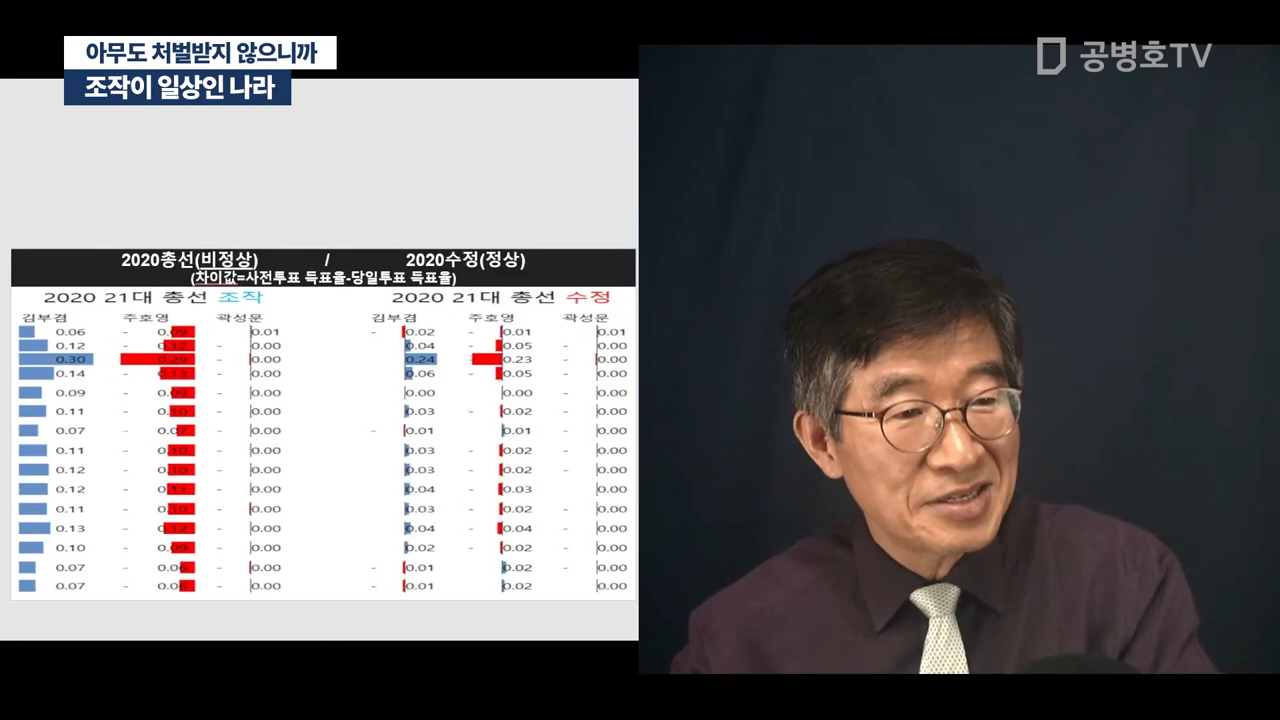 아무도 처벌받지 않으니까
조작이 일상인 나라
공병호TV
2020총선(비정상) / 2020수정(정상)
(차이값=사전투표 득표율-당일투표 득표율)
2020 21대 총선 조작 2020 21대 총선 수정
김부겸 주호영 곽성문 김부겸 주호영 곽성문
0.06 - 0.09 - 0.01 - 0.02 - 0.01 - 0.01
0.12 - 0.12 - 0.00 0.04 - 0.05 - 0.00
0.30 - 0.29 - 0.00 0.24 - 0.23 - 0.00
0.14 - 0.13 - 0.00 0.06 - 0.05 - 0.00
0.09 - 0.09 - 0.00 0.00 0.00 - 0.00
0.11 - 0.10 - 0.00 0.03 - 0.02 - 0.00
0.07 - 0.07 - 0.00 - 0.01 0.01 - 0.00
0.11 - 0.10 - 0.00 0.03 - 0.02 - 0.00
0.12 - 0.10 - 0.00 0.03 - 0.02 - 0.00
0.12 - 0.11 - 0.00 0.04 - 0.03 - 0.00
0.11 - 0.10 - 0.00 0.03 - 0.02 - 0.00
0.13 - 0.12 - 0.00 0.04 - 0.04 - 0.00
0.10 - 0.09 - 0.00 0.02 - 0.02 - 0.00
0.07 - 0.06 - 0.00 - 0.01 0.02 - 0.00
0.07 - 0.06 - 0.00 - 0.01 0.02 0.00